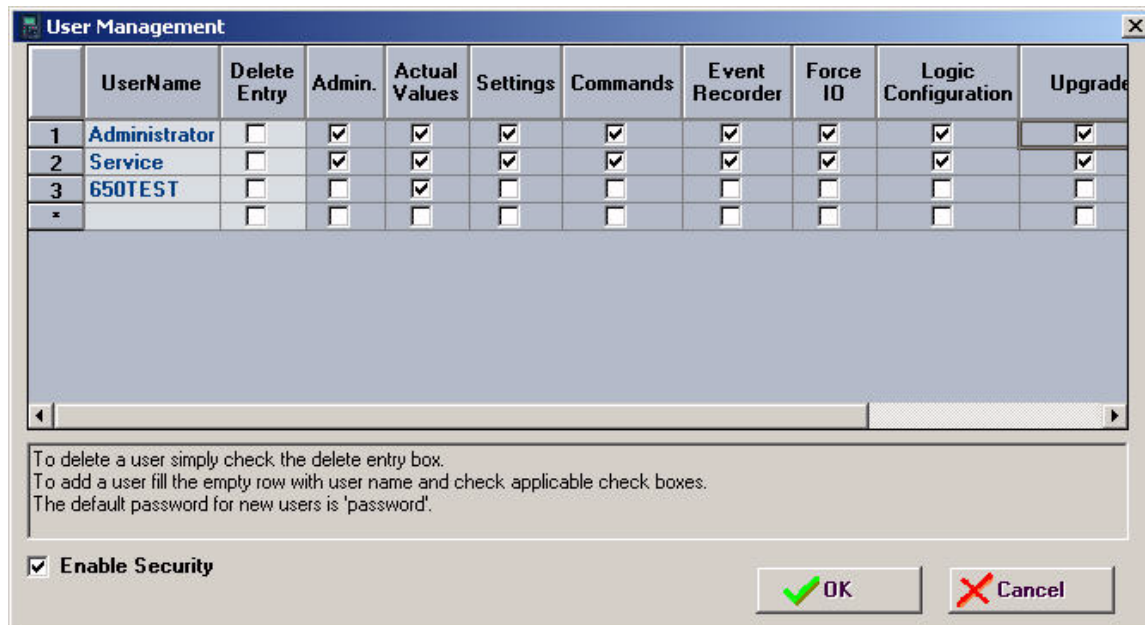 User Management
UserName Delete Entry Admin. Actual Values Settings Commands Event Recorder Force IO Logic Configuration Upgrade
1 Administrator
2 Service
3 650TEST
*
To delete a user simply check the delete entry box.
To add a user fill the empty row with user name and check applicable check boxes.
The default password for new users is 'password'.
Enable Security
OK Cancel